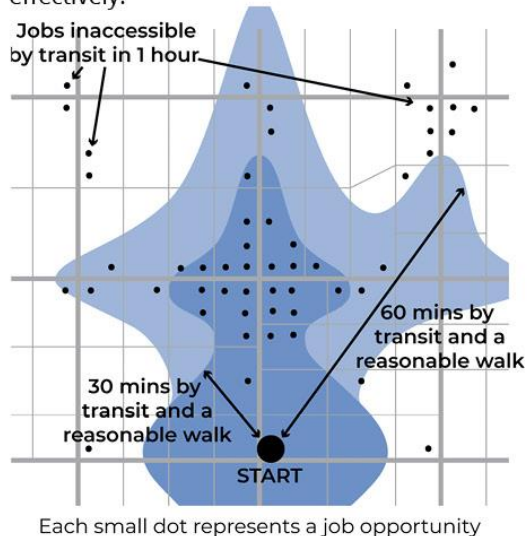 effectively.
Jobs inaccessible
by transit in 1 hour
60 mins by
transit and a
reasonable walk
30 mins by
transit and a
reasonable walk
START
Each small dot represents a job opportunity